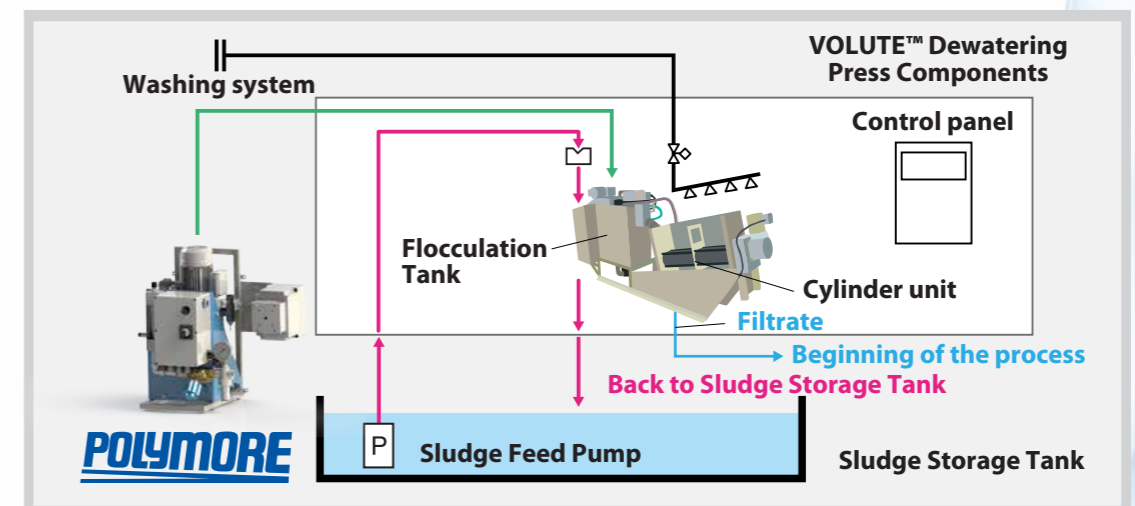 VOLUTE™ Dewatering
Press Components
Washing system
Control panel
Flocculation
Tank
Cylinder unit
Filtrate
Beginning of the process
Back to Sludge Storage Tank
POLYMORE
P
Sludge Feed Pump
Sludge Storage Tank